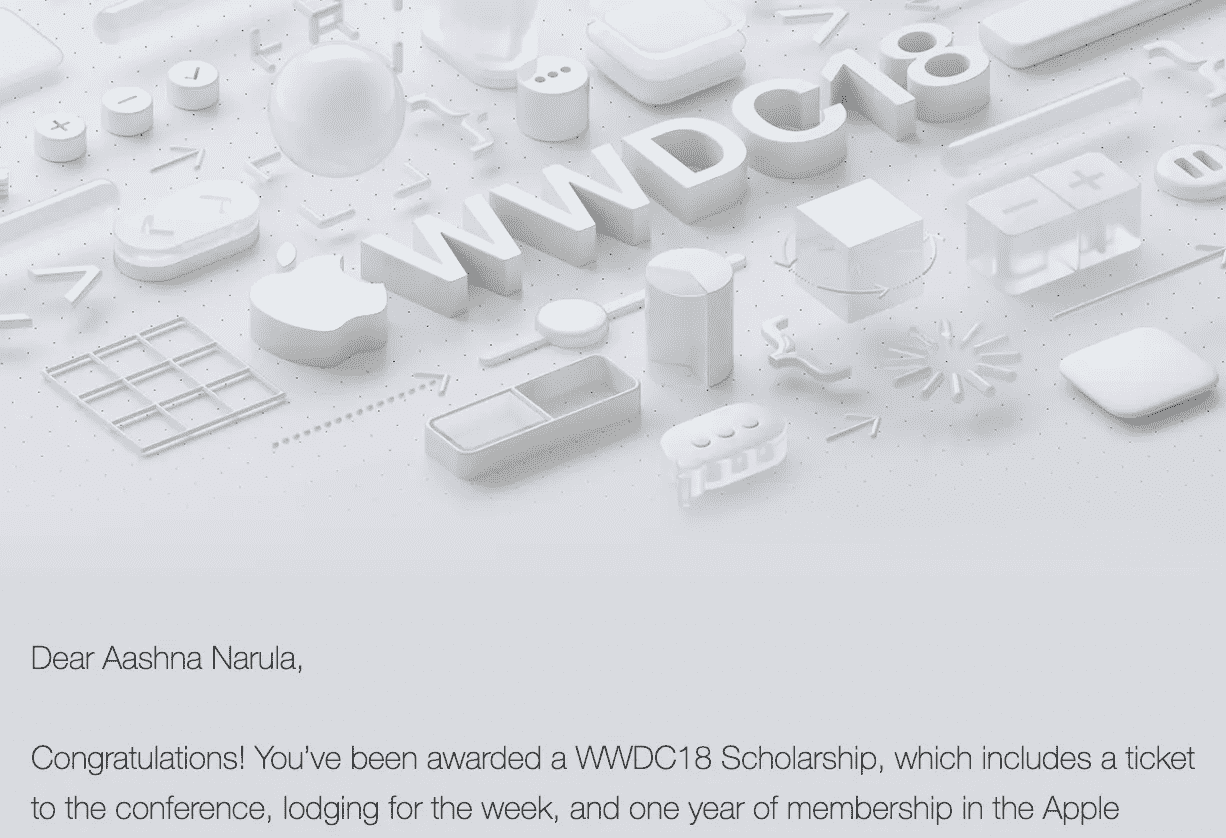 WWDC18
Dear Aashna Narula,
Congratulations! You’ve been awarded a WWDC18 Scholarship, which includes a ticket
to the conference, lodging for the week, and one year of membership in the Apple